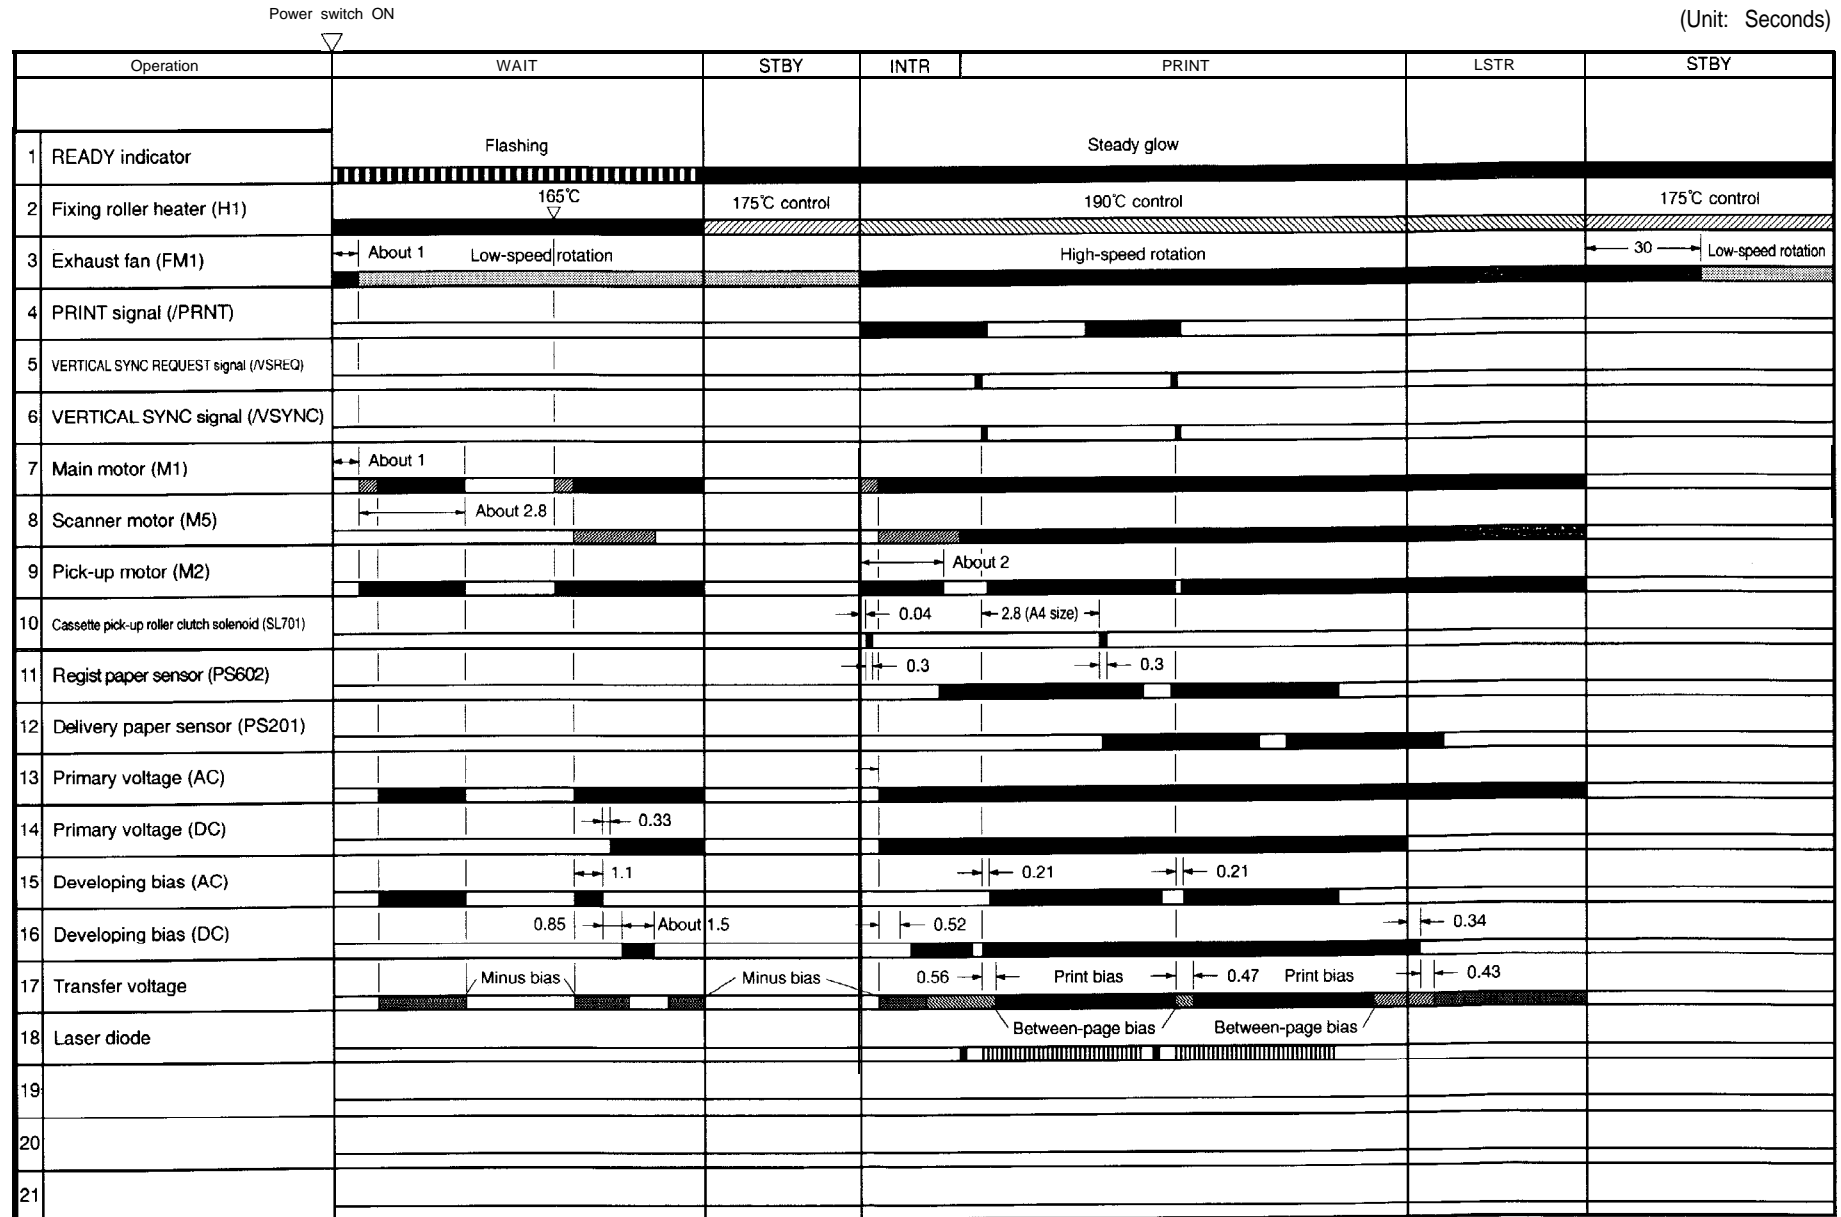 Power switch ON
(Unit: Seconds)
Operation WAIT STBY INTR PRINT LSTR STBY
1 READY indicator Flashing Steady glow
2 Fixing roller heater (H1) 165℃ 175℃ control 190℃ control 175℃ control
3 Exhaust fan (FM1) About 1 Low-speed rotation High-speed rotation 30 Low-speed rotation
4 PRINT signal (/PRNT)
5 VERTICAL SYNC REQUEST signal (/VSREQ)
6 VERTICAL SYNC signal (/VSYNC)
7 Main motor (M1) About 1
8 Scanner motor (M5) About 2.8
9 Pick-up motor (M2) About 2
10 Cassette pick-up roller clutch solenoid (SL701) 0.04 2.8 (A4 size)
11 Regist paper sensor (PS602) 0.3 0.3
12 Delivery paper sensor (PS201)
13 Primary voltage (AC)
14 Primary voltage (DC) 0.33
15 Developing bias (AC) 1.1 0.21 0.21
16 Developing bias (DC) 0.85 About 1.5 0.52 0.34
17 Transfer voltage Minus bias Minus bias 0.56 Print bias 0.47 Print bias 0.43
Between-page bias Between-page bias
18 Laser diode
19
20
21